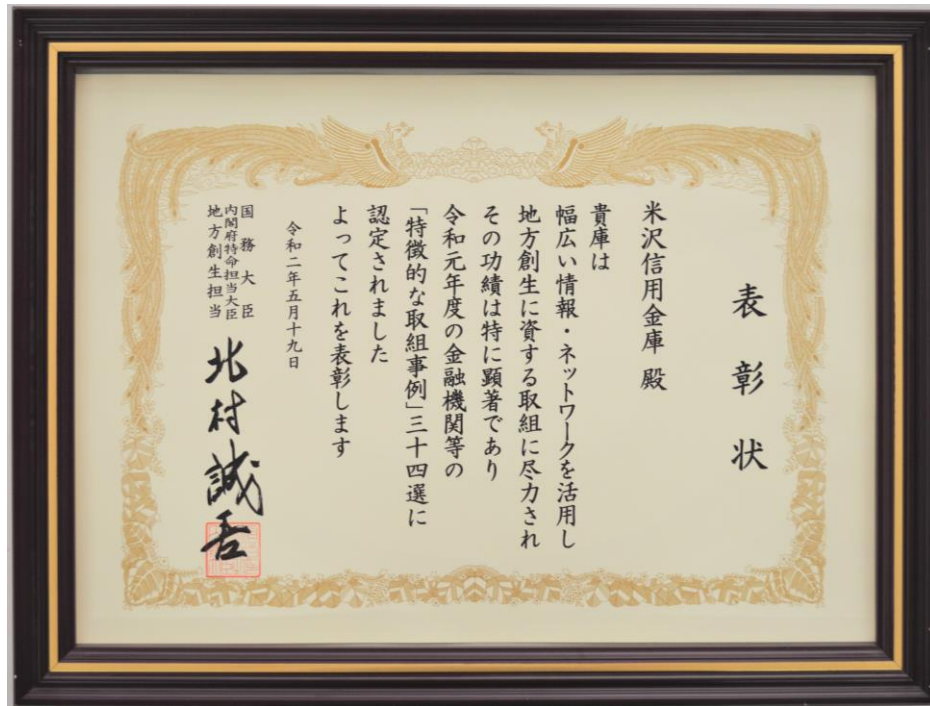 表彰状
米沢信用金庫 殿
貴庫は
幅広い情報・ネットワークを活用し
地方創生に資する取組に尽力され
その功績は特に顕著であり
令和元年度の金融機関等の
「特徴的な取組事例」三十四選に
認定されました
よってこれを表彰します
令和二年五月十九日
国務大臣
内閣府特命担当大臣
地方創生担当
北村誠吾